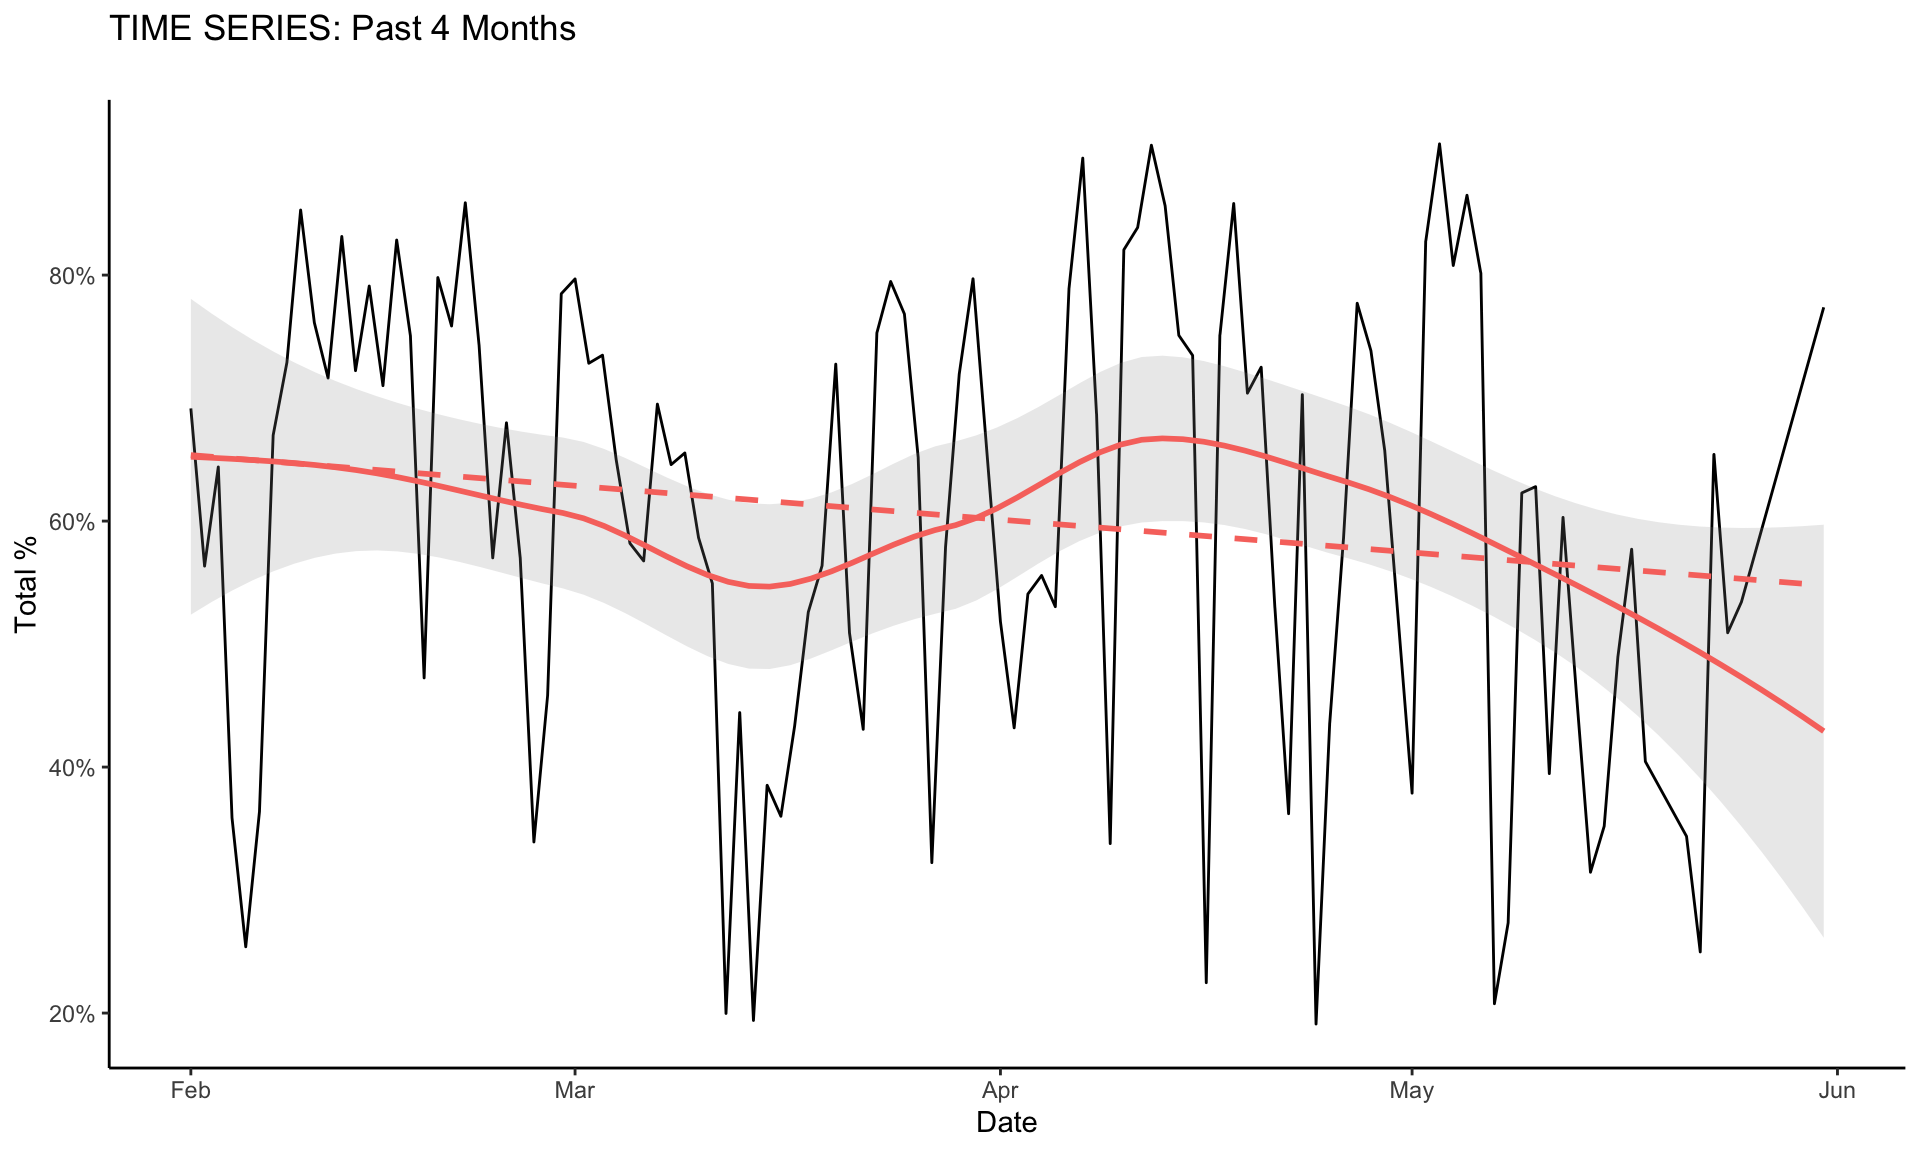 TIME SERIES: Past 4 Months
Total %
80%
60%
40%
20%
Feb
Mar
Apr
May
Jun
Date